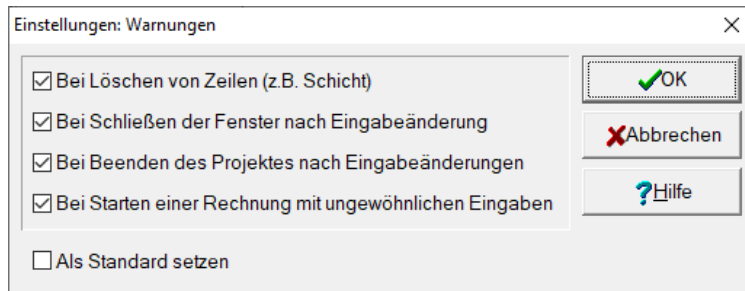 Einstellungen: Warnungen
Bei Löschen von Zeilen (z.B. Schicht)
Bei Schließen der Fenster nach Eingabeänderung
Bei Beenden des Projektes nach Eingabeänderungen
Bei Starten einer Rechnung mit ungewöhnlichen Eingaben
Als Standard setzen
OK
Abbrechen
Hilfe